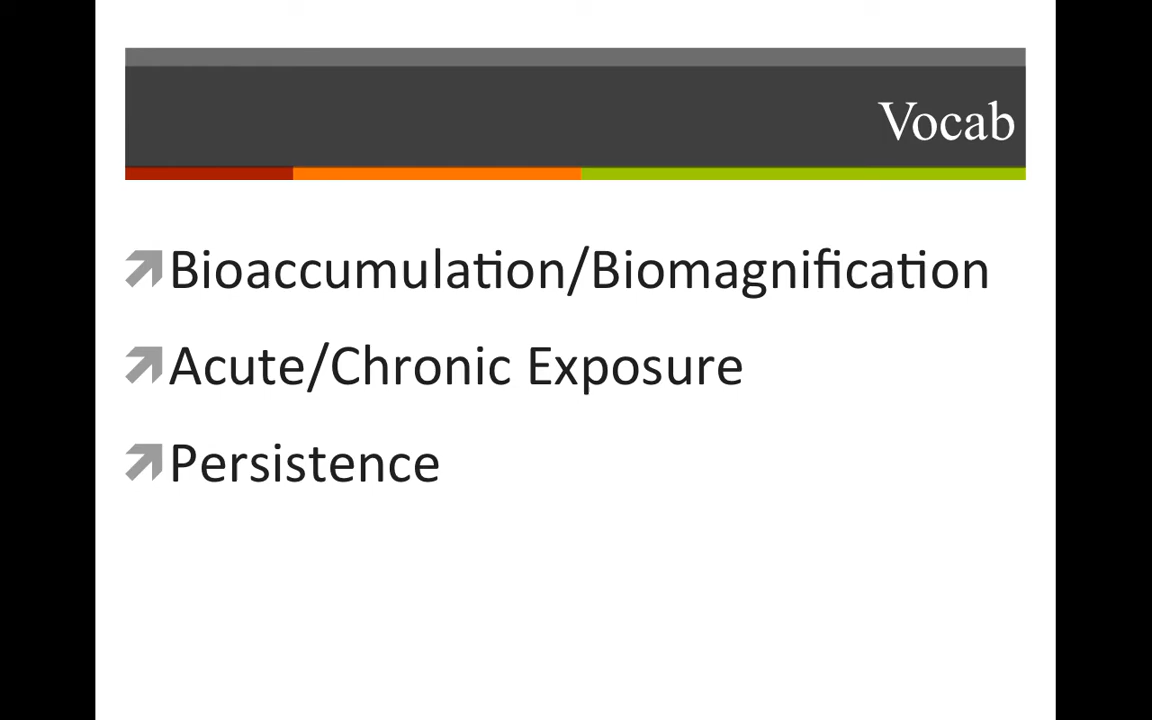 Vocab
Bioaccumulation/Biomagnification
Acute/Chronic Exposure
Persistence